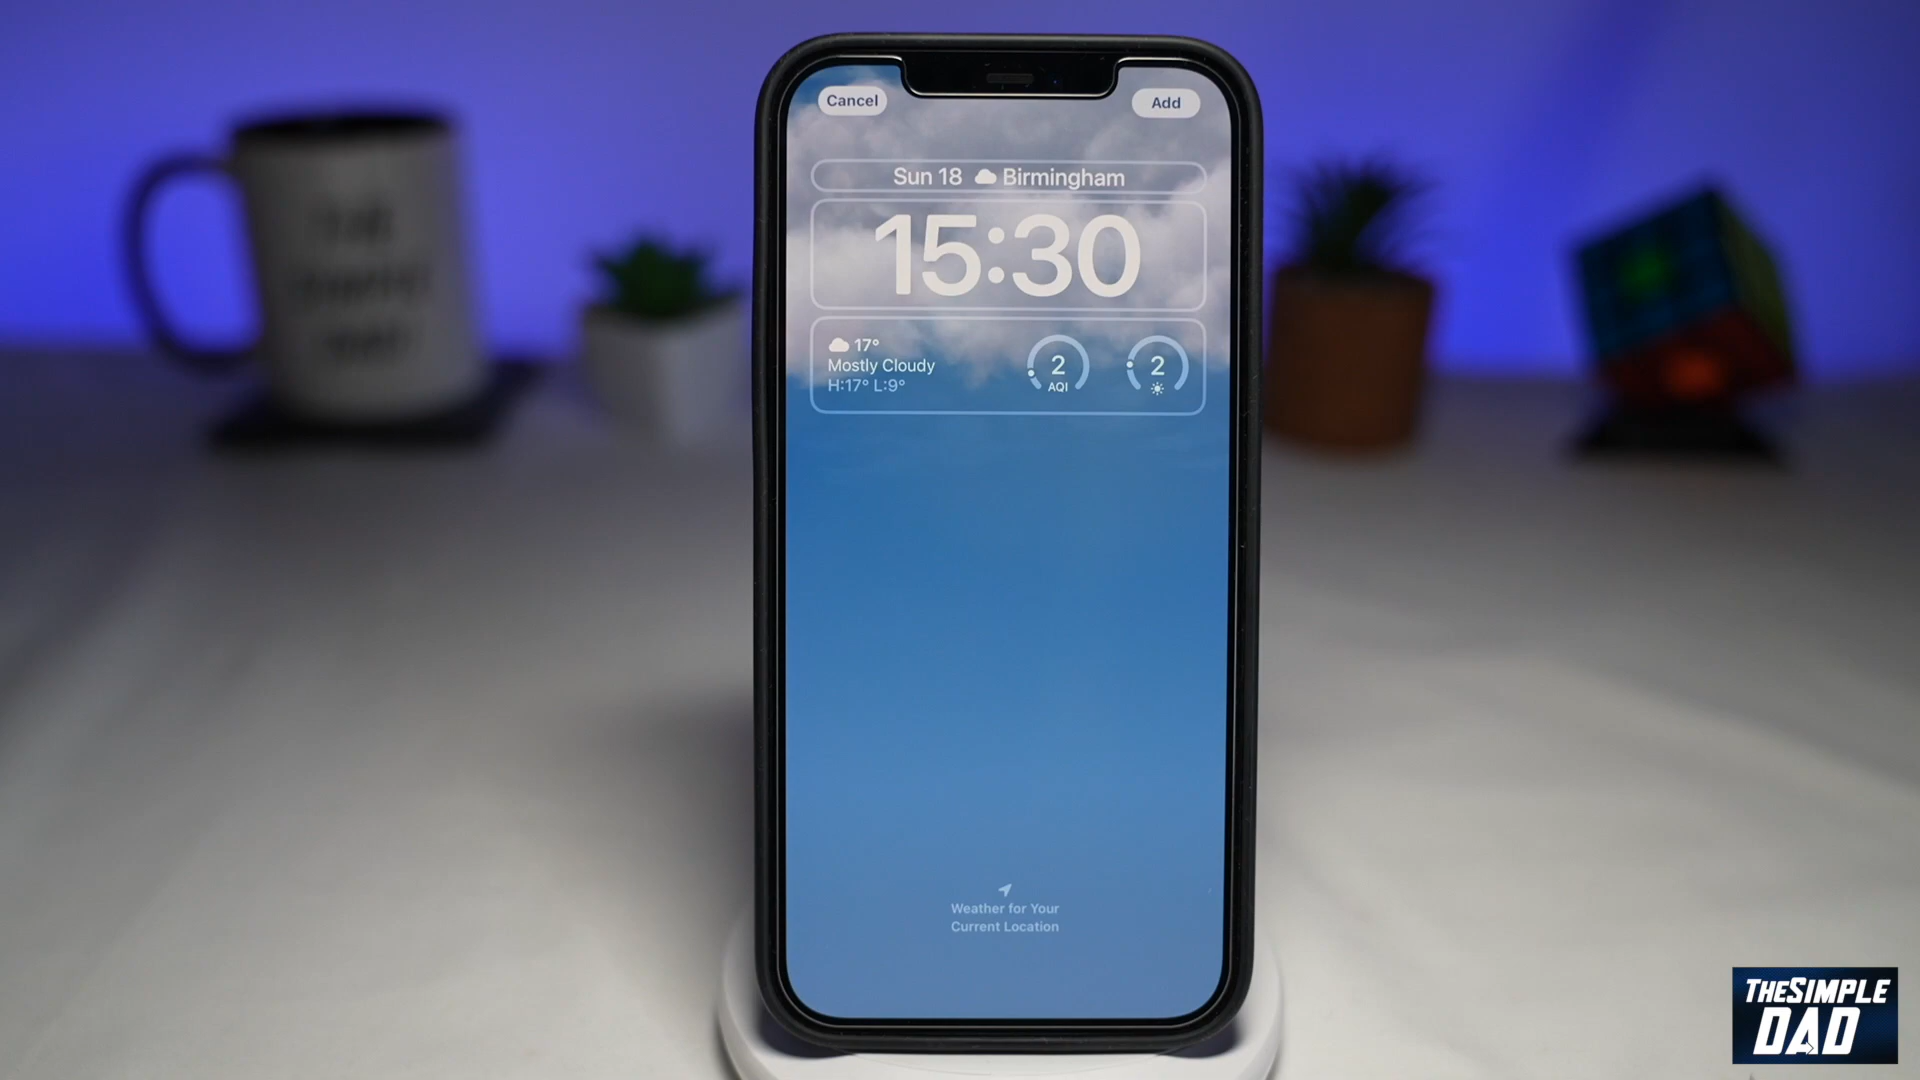 Cancel
Add
Sun 18 Birmingham
15:30
17°
Mostly Cloudy
H:17° L:9°
2
AQI
2
Weather for Your
Current Location
THESIMPLE
DAD